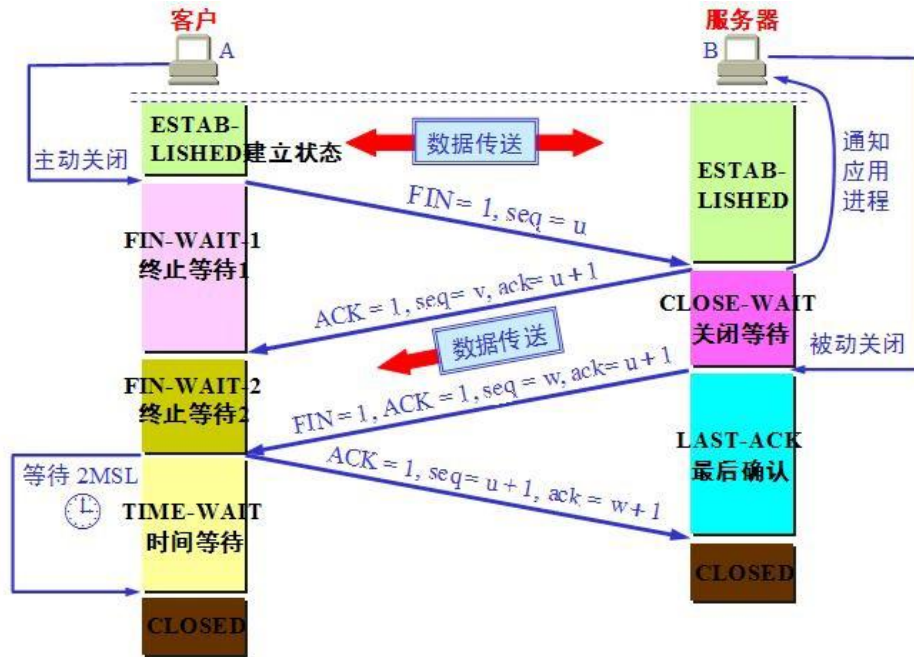 客户
服务器
A
B
ESTAB-
LISHED建立状态
数据传送
通知
应用
进程
主动关闭
ESTAB-
LISHED
FIN = 1, seq = u
FIN-WAIT-1
终止等待1
ACK = 1, seq= v, ack= u + 1
CLOSE-WAIT
关闭等待
数据传送
被动关闭
FIN-WAIT-2
终止等待2
FIN=1, ACK = 1, seq = w, ack= u+1
LAST-ACK
最后确认
等待 2MSL
ACK = 1, seq= u+1, ack = w+1
TIME-WAIT
时间等待
CLOSED
CLOSED